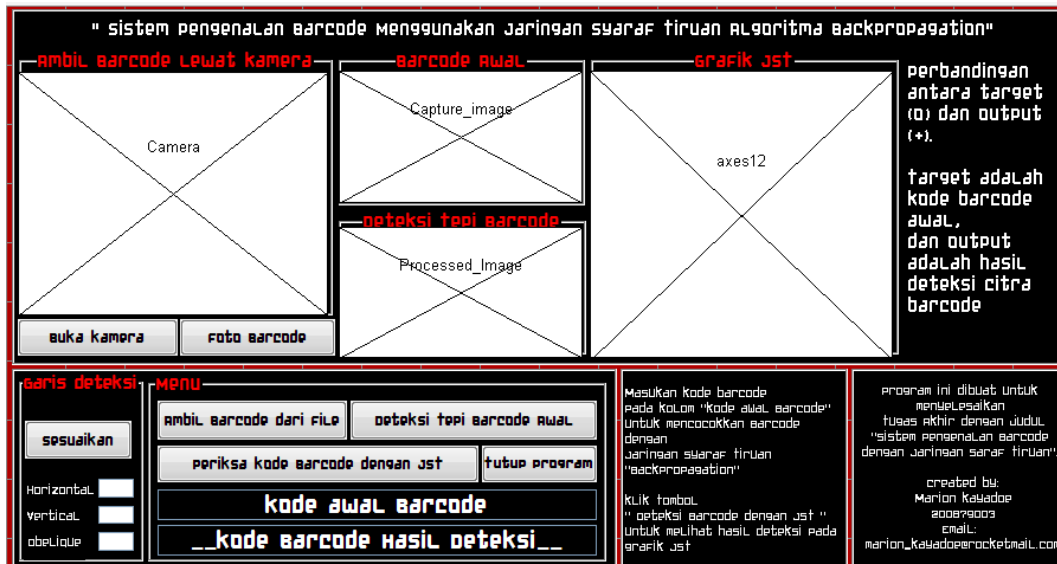 " Sistem Pengenalan Barcode Menggunakan Jaringan Syaraf Tiruan Algoritma Backpropagation"
Ambil Barcode Lewat Kamera
Camera
Buka Kamera
Foto Barcode
Barcode Awal
Capture_image
Deteksi Tepi Barcode
Processed_Image
Grafik JST
axes12
perbandingan
antara target
(O) dan output
(+).
Target adalah
kode barcode
awal,
dan output
adalah hasil
deteksi citra
barcode
Garis Deteksi
Sesuaikan
Horizontal
Vertical
Obelique
Menu
Ambil Barcode dari File
Deteksi Tepi Barcode Awal
Periksa Kode Barcode dengan JST
Tutup Program
Kode Awal Barcode
__Kode Barcode Hasil Deteksi__
Masukan kode barcode
pada kolom "kode awal barcode"
untuk mencocokkan barcode
dengan
jaringan syaraf tiruan
"Backpropagation"
Klik tombol
" Deteksi Barcode dengan JST "
untuk melihat hasil deteksi pada
grafik JST
Program ini dibuat untuk
menyelesaikan
Tugas Akhir dengan judul
"Sistem Pengenalan Barcode
dengan Jaringan Saraf Tiruan".
created by:
Marion Kayadoe
200879003
Email:
marion_kayadoe@rocketmail.com